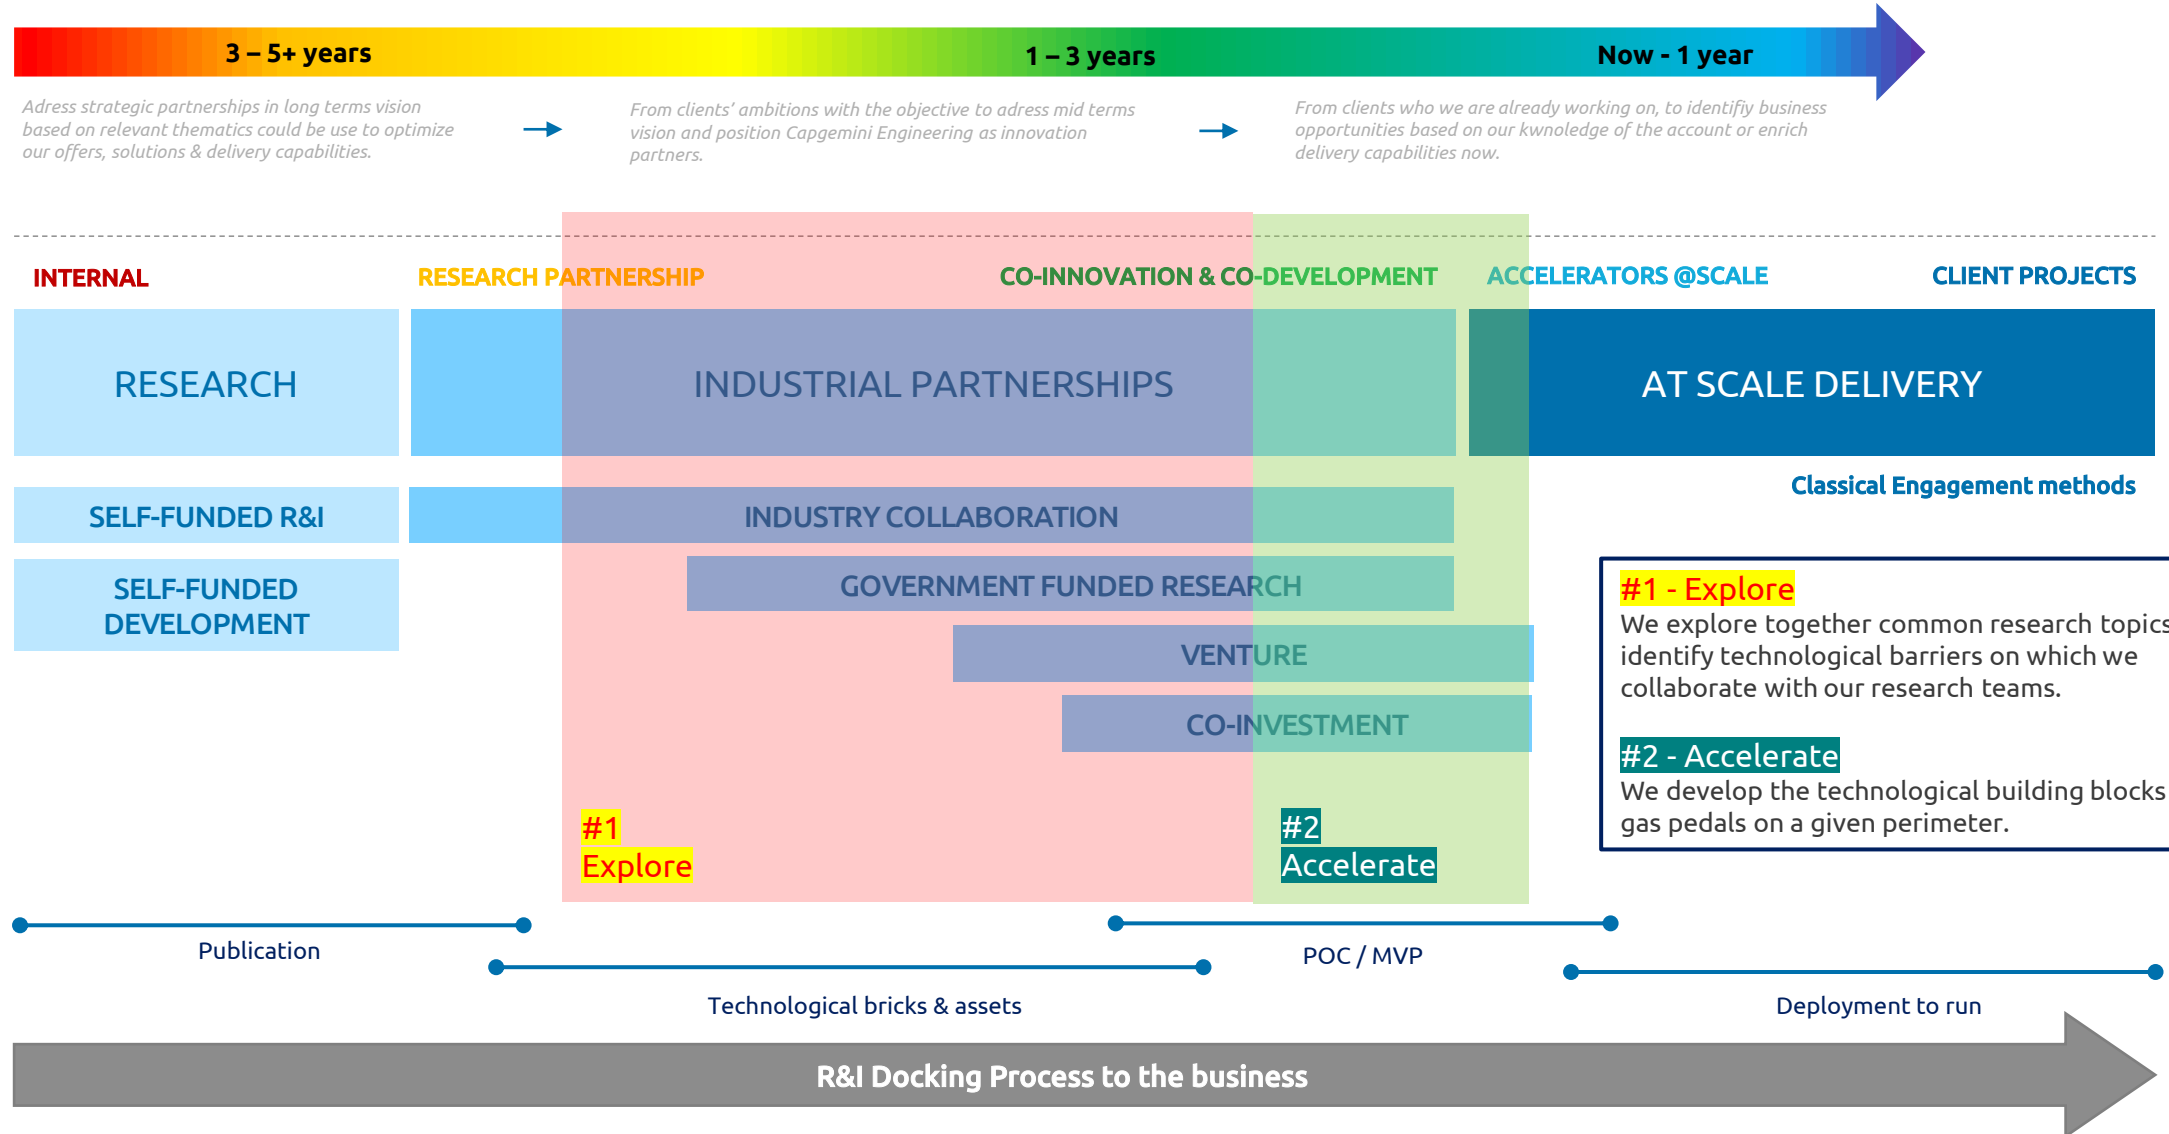 3 – 5+ years
1 – 3 years
Now - 1 year
Adress strategic partnerships in long terms vision
based on relevant thematics could be use to optimize
our offers, solutions & delivery capabilities.
From clients' ambitions with the objective to adress mid terms
vision and position Capgemini Engineering as innovation
partners.
From clients who we are already working on, to identifiy business
opportunities based on our kwnoledge of the account or enrich
delivery capabilities now.
INTERNAL
RESEARCH PARTNERSHIP
CO-INNOVATION & CO-DEVELOPMENT
ACCELERATORS @SCALE
CLIENT PROJECTS
RESEARCH
INDUSTRIAL PARTNERSHIPS
AT SCALE DELIVERY
Classical Engagement methods
SELF-FUNDED R&I
INDUSTRY COLLABORATION
SELF-FUNDED
DEVELOPMENT
GOVERNMENT FUNDED RESEARCH
VENTURE
CO-INVESTMENT
#1 - Explore
We explore together common research topics
identify technological barriers on which we
collaborate with our research teams.
#2 - Accelerate
We develop the technological building blocks
gas pedals on a given perimeter.
#1
Explore
#2
Accelerate
Publication
POC / MVP
Technological bricks & assets
Deployment to run
R&I Docking Process to the business